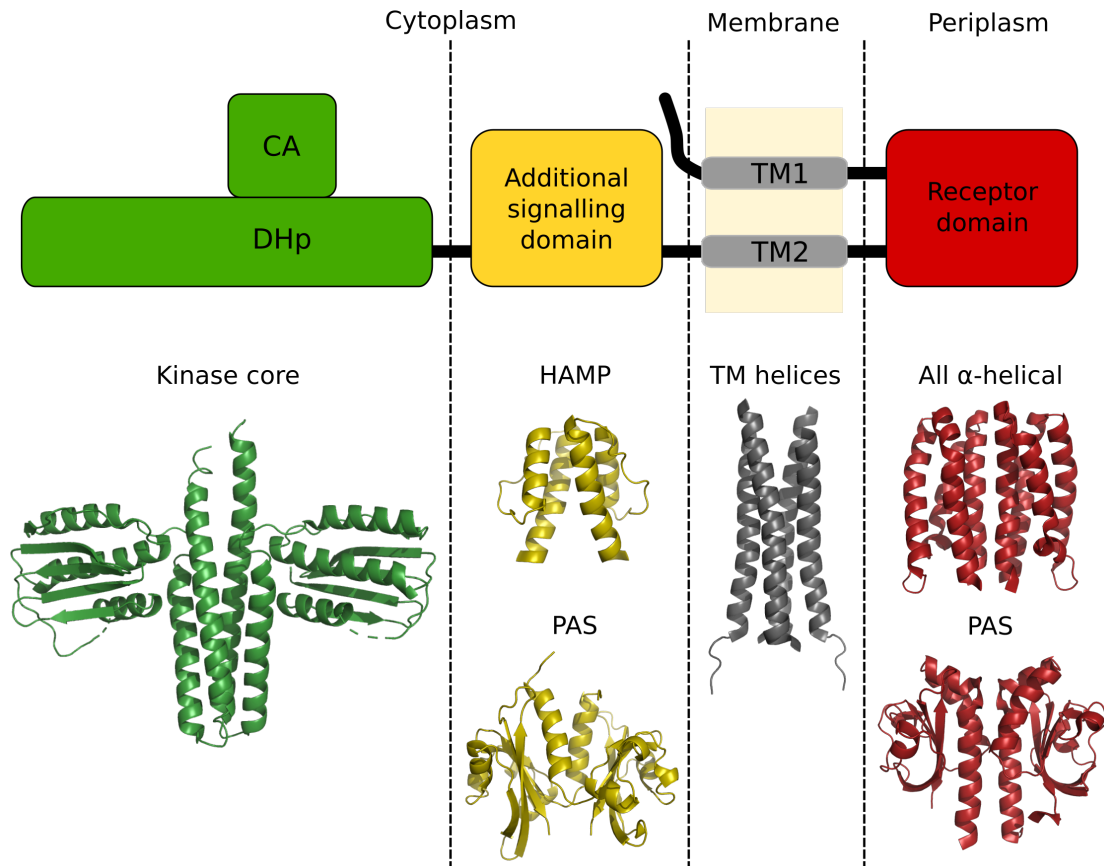 Cytoplasm
Membrane
Periplasm
CA
DHp
Additional
signalling
domain
TM1
TM2
Receptor
domain
Kinase core
HAMP
TM helices
All α-helical
PAS
PAS